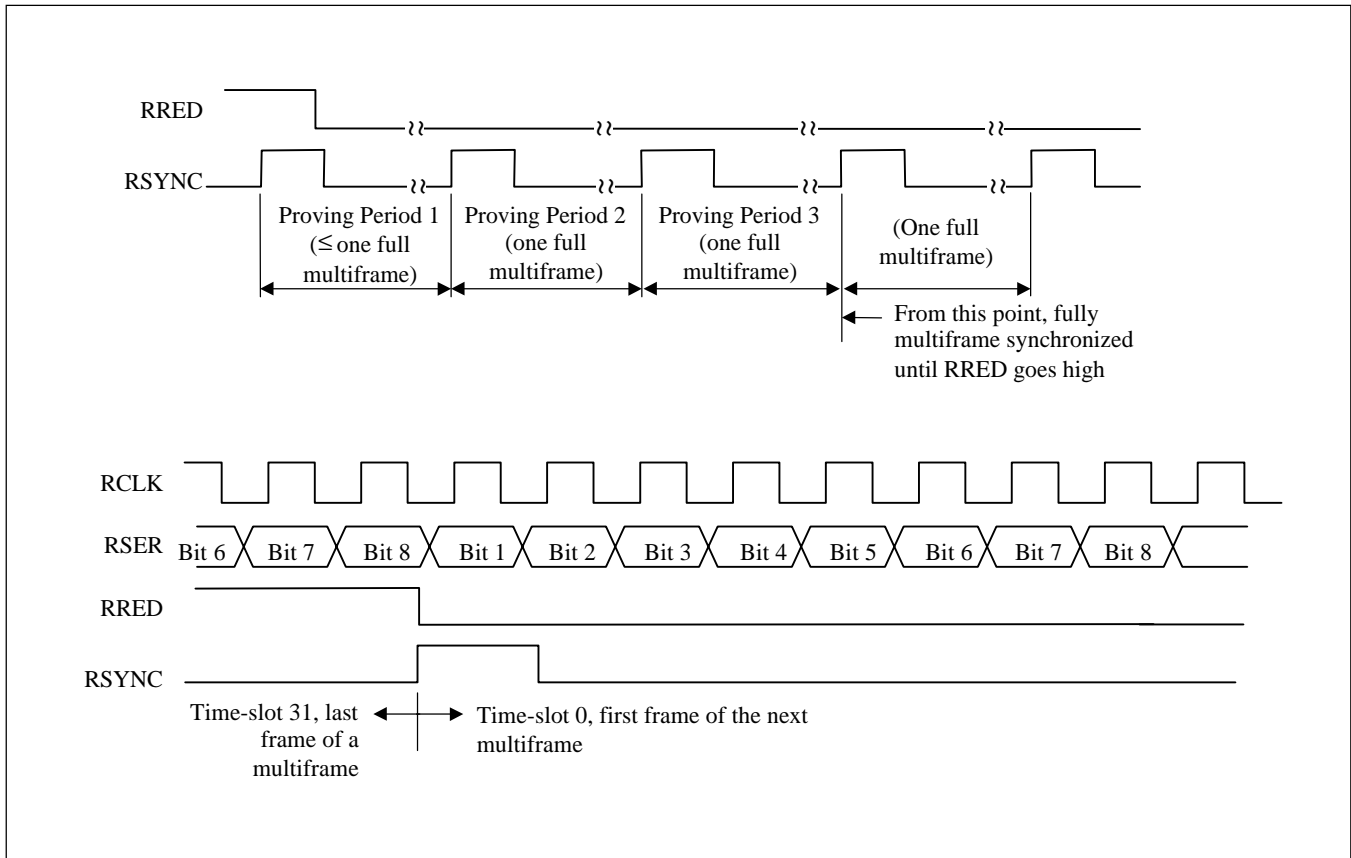 RRED
RSYNC
Proving Period 1
(≤ one full
multiframe)
Proving Period 2
(one full
multiframe)
Proving Period 3
(one full
multiframe)
(One full
multiframe)
From this point, fully
multiframe synchronized
until RRED goes high
RCLK
RSER Bit 6 Bit 7 Bit 8 Bit 1 Bit 2 Bit 3 Bit 4 Bit 5 Bit 6 Bit 7 Bit 8
RRED
RSYNC
Time-slot 31, last
frame of a
multiframe
Time-slot 0, first frame of the next
multiframe